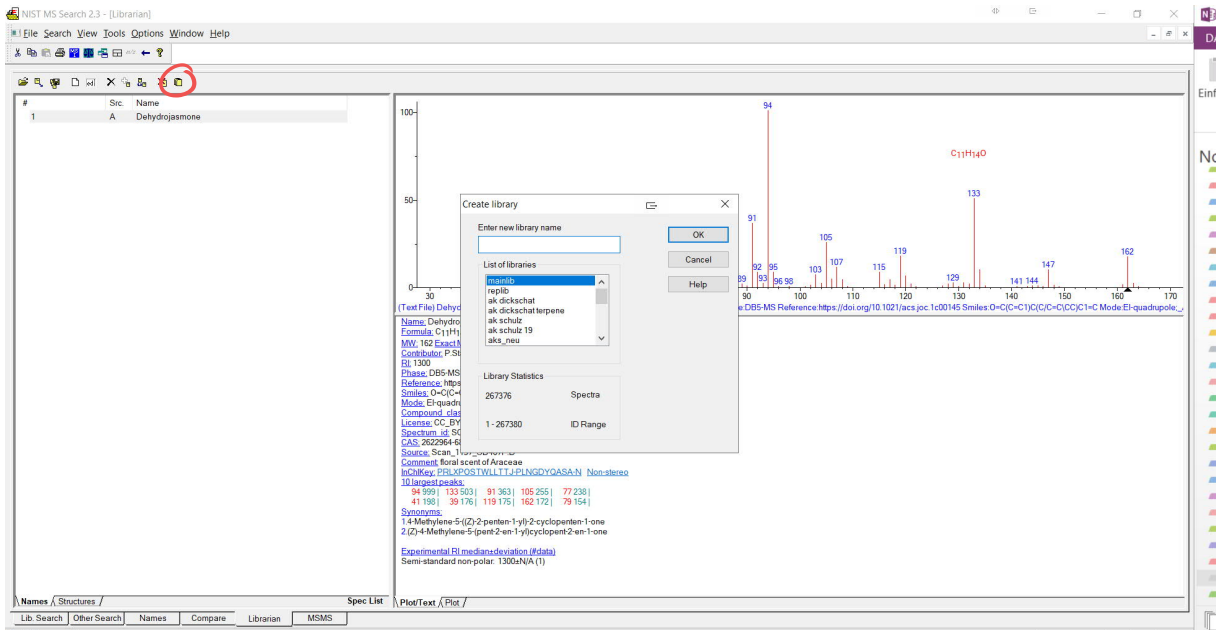 NIST MS Search 2.3 - [Librarian]
File Search View Tools Options Window Help
# Src. Name
1 A Dehydrojasmone
100
50
0
94
C11H14O
133
91
105
119
162
92 95
103
107
115
147
89 93 96 98
129
141 144
30 90 100 110 120 130 140 150 160 170
(Text File) Dehyd
e:DB5-MS Reference:https://doi.org/10.1021/acs.joc.1c00145 Smiles:O=C(C=C1)C(C/C=C\CC)C1=C Mode:EI-quadrupole;
Name: Dehydro
Formula: C11H1
MW: 162 Exact M
Contributor: P.St
RI: 1300
Phase: DB5-MS
Reference: https
Smiles: O=C(C=
Mode: EI-quadru
Compound_clas
License: CC_BY
Spectrum_id: SC
CAS: 2622964-6
Source: Scan_1
Comment: floral scent of Araceae
InChIKey: PRLXPOSTWLLTTJ-PLNGDYQASA-N Non-stereo
10 largest peaks:
94 999 | 133 503 | 91 363 | 105 255 | 77 238 |
41 198 | 39 176 | 119 175 | 162 172 | 79 154 |
Synonyms:
1.4-Methylene-5-((Z)-2-penten-1-yl)-2-cyclopenten-1-one
2.(Z)-4-Methylene-5-(pent-2-en-1-yl)cyclopent-2-en-1-one
Experimental RI median±deviation (#data)
Semi-standard non-polar: 1300±N/A (1)
Create library
Enter new library name
OK
Cancel
Help
List of libraries
mainlib
replib
ak dickschat
ak dickschat terpene
ak schulz
ak schulz 19
aks_neu
Library Statistics
267376 Spectra
1 - 267380 ID Range
Names Structures Spec List
Plot/Text Plot
Lib. Search Other Search Names Compare Librarian MSMS
DA
Einf
No